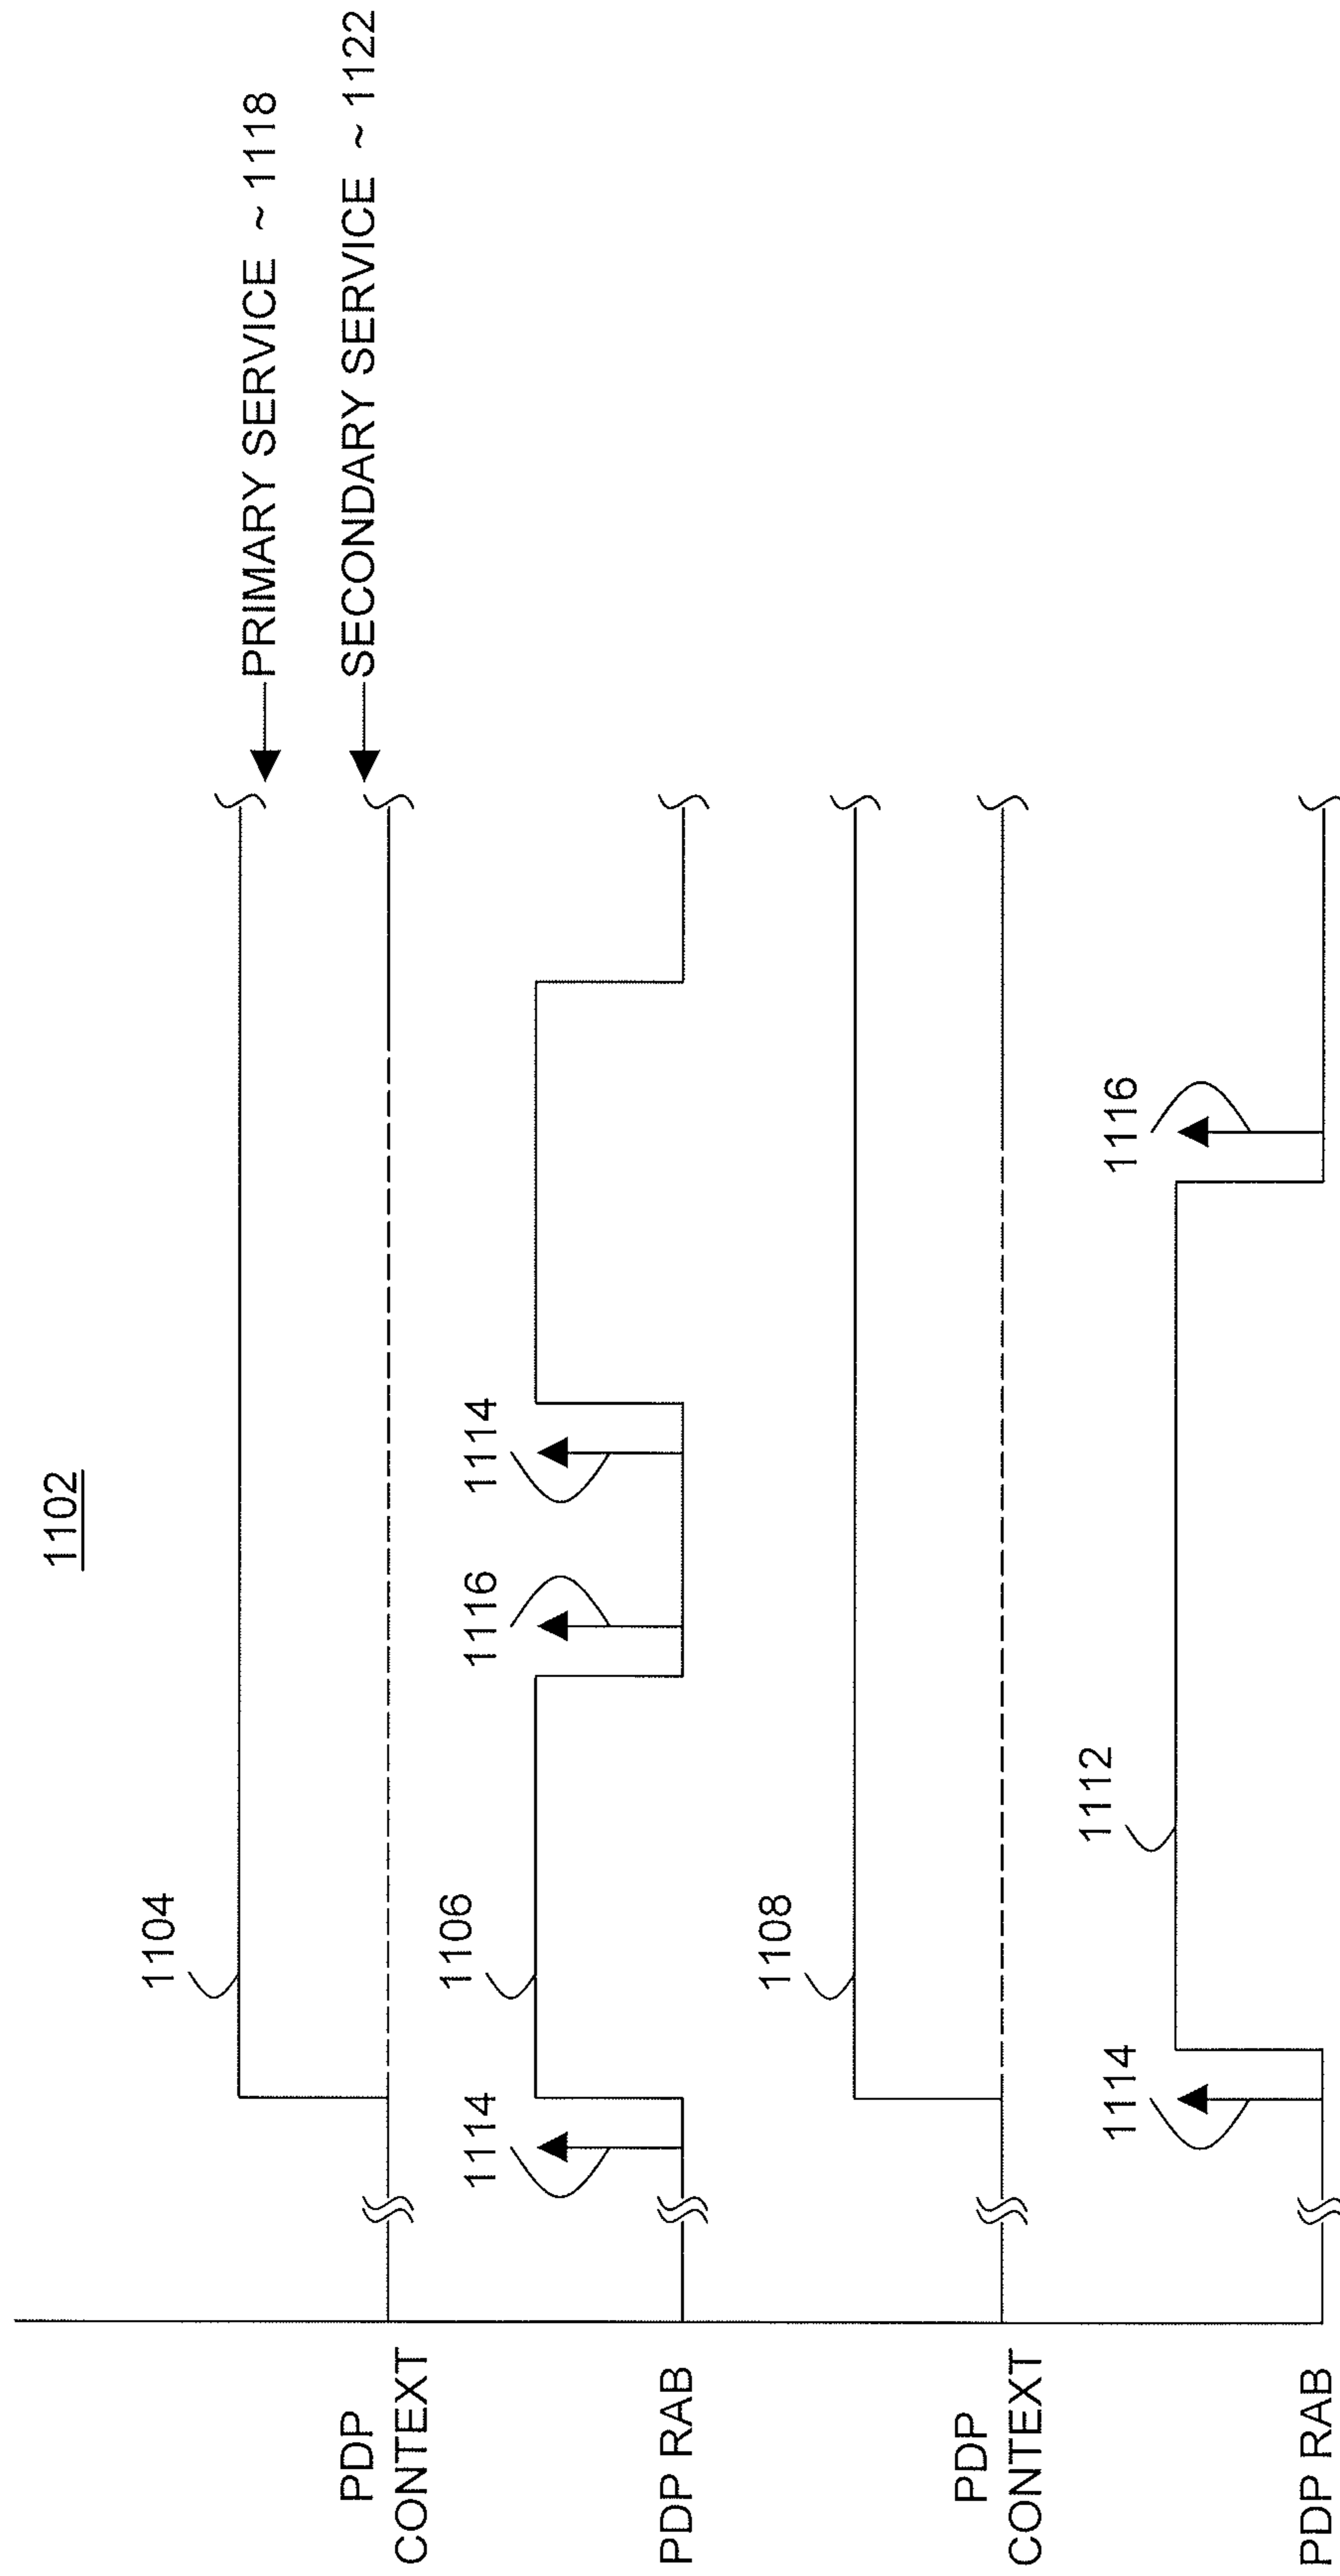 1102
PRIMARY SERVICE ~ 1118
SECONDARY SERVICE ~ 1122
1104
PDP
CONTEXT
1114
1106
1116
1114
PDP RAB
1108
PDP
CONTEXT
1114
1112
1116
PDP RAB